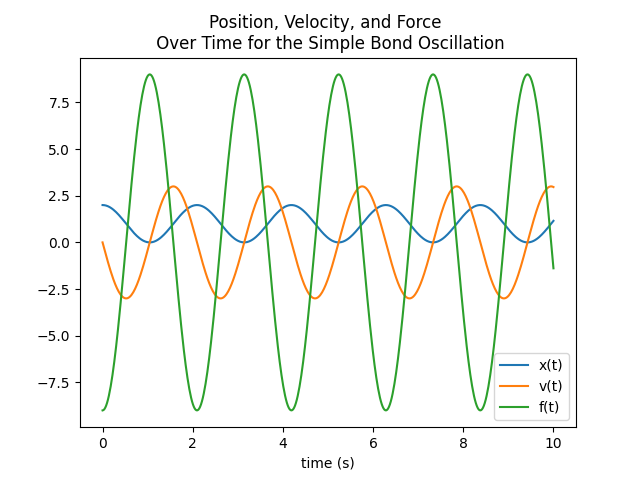 Position, Velocity, and Force
Over Time for the Simple Bond Oscillation
7.5
5.0
2.5
0.0
−2.5
−5.0
−7.5
x(t)
v(t)
f(t)
0 2 4 6 8 10
time (s)